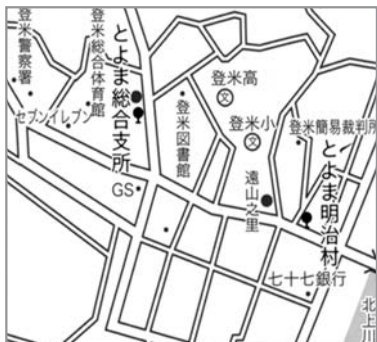 登米警察署
登米総合体育館
とよま総合支所
セブンイレブン
登米図書館
登米高
文
登米小
文
登米簡易裁判所
とよま明治村
遠山之里
GS
七十七銀行
北上川